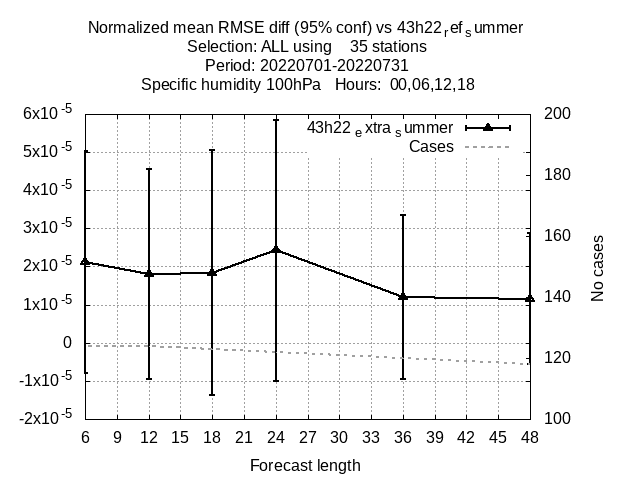 Normalized mean RMSE diff (95% conf) vs 43h22ᵣefₛummer
Selection: ALL using    35 stations
Period: 20220701-20220731
Specific humidity 100hPa   Hours:  00,06,12,18
43h22ₑxtraₛummer
Cases
6x10⁻⁵
5x10⁻⁵
4x10⁻⁵
3x10⁻⁵
2x10⁻⁵
1x10⁻⁵
0
-1x10⁻⁵
-2x10⁻⁵
200
180
160
140
120
100
No cases
6 9 12 15 18 21 24 27 30 33 36 39 42 45 48
Forecast length